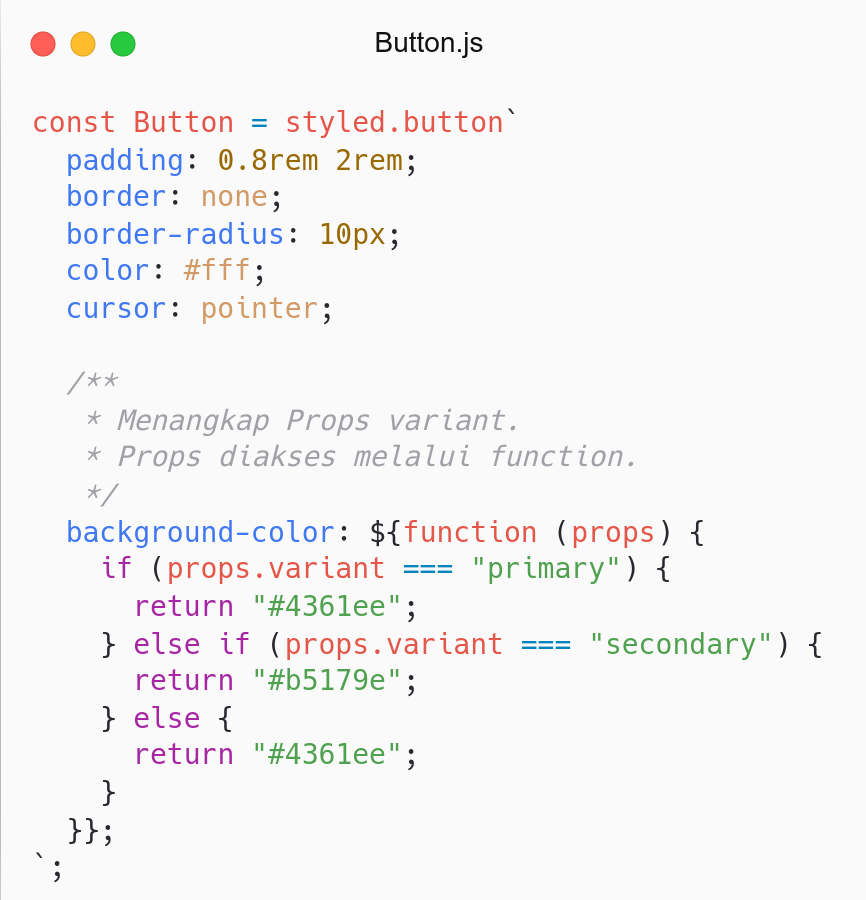 Button.js
const Button = styled.button`
  padding: 0.8rem 2rem;
  border: none;
  border-radius: 10px;
  color: #fff;
  cursor: pointer;

  /**
   * Menangkap Props variant.
   * Props diakses melalui function.
   */
  background-color: ${function (props) {
    if (props.variant === "primary") {
      return "#4361ee";
    } else if (props.variant === "secondary") {
      return "#b5179e";
    } else {
      return "#4361ee";
    }
  }};
`;